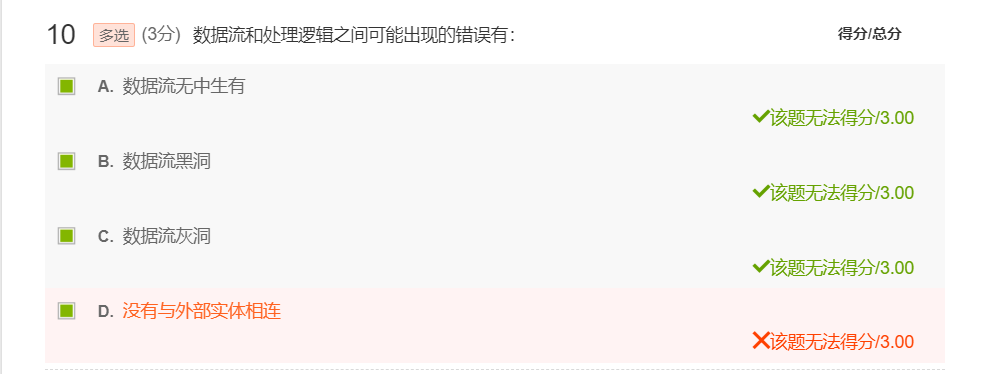 10 多选 (3分) 数据流和处理逻辑之间可能出现的错误有： 得分/总分
A. 数据流无中生有
该题无法得分/3.00
B. 数据流黑洞
该题无法得分/3.00
C. 数据流灰洞
该题无法得分/3.00
D. 没有与外部实体相连
该题无法得分/3.00